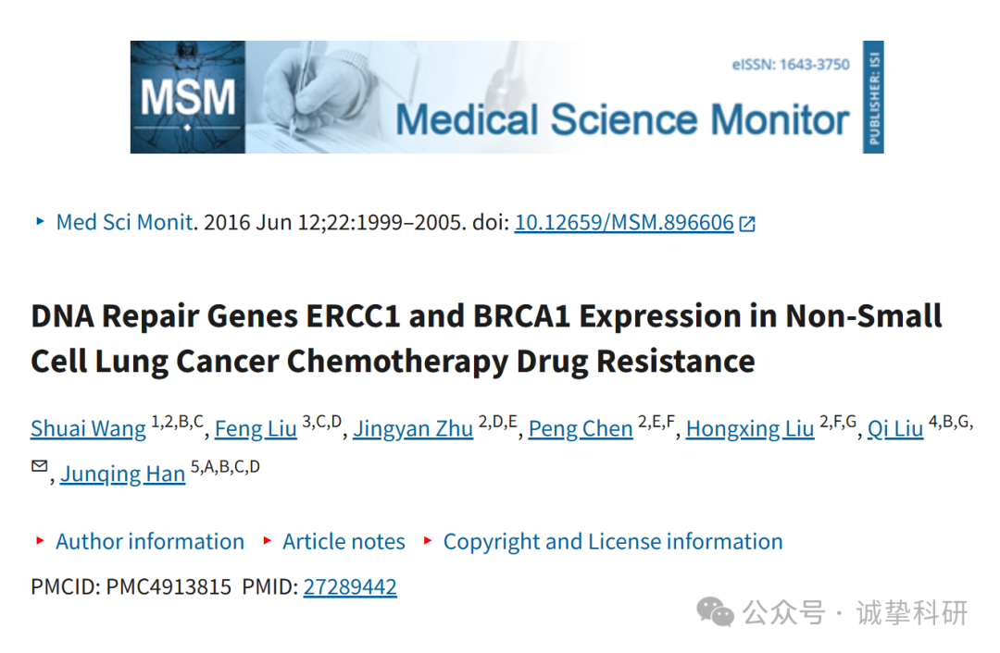 MSM
eISSN: 1643-3750
Medical Science Monitor
PUBLISHER: ISI
Med Sci Monit. 2016 Jun 12;22:1999–2005. doi: 10.12659/MSM.896606
DNA Repair Genes ERCC1 and BRCA1 Expression in Non-Small
Cell Lung Cancer Chemotherapy Drug Resistance
Shuai Wang 1,2,B,C, Feng Liu 3,C,D, Jingyan Zhu 2,D,E, Peng Chen 2,E,F, Hongxing Liu 2,F,G, Qi Liu 4,B,G,
, Junqing Han 5,A,B,C,D
Author information Article notes Copyright and License information
PMCID: PMC4913815 PMID: 27289442
公众号 · 诚挚科研